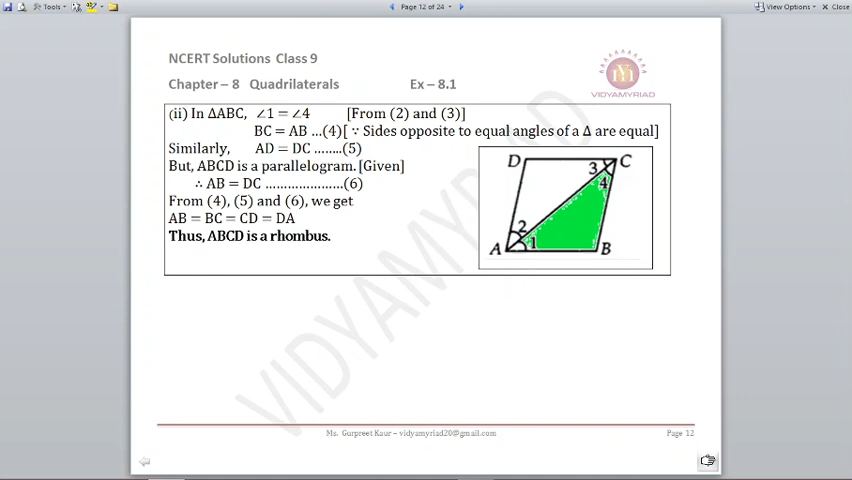 Tools
Page 12 of 24
View Options
Close
NCERT Solutions Class 9
Chapter – 8 Quadrilaterals Ex – 8.1
VIDYAMYRIAD
(ii) In ΔABC, ∠1 = ∠4 [From (2) and (3)]
BC = AB ...(4)[ ∵ Sides opposite to equal angles of a Δ are equal]
Similarly, AD = DC ........(5)
But, ABCD is a parallelogram. [Given]
∴ AB = DC .......................(6)
From (4), (5) and (6), we get
AB = BC = CD = DA
Thus, ABCD is a rhombus.
D C
3
4
2
1
A B
VIDYAMYRIAD
Ms. Gurpreet Kaur – vidyamyriad20@gmail.com Page 12